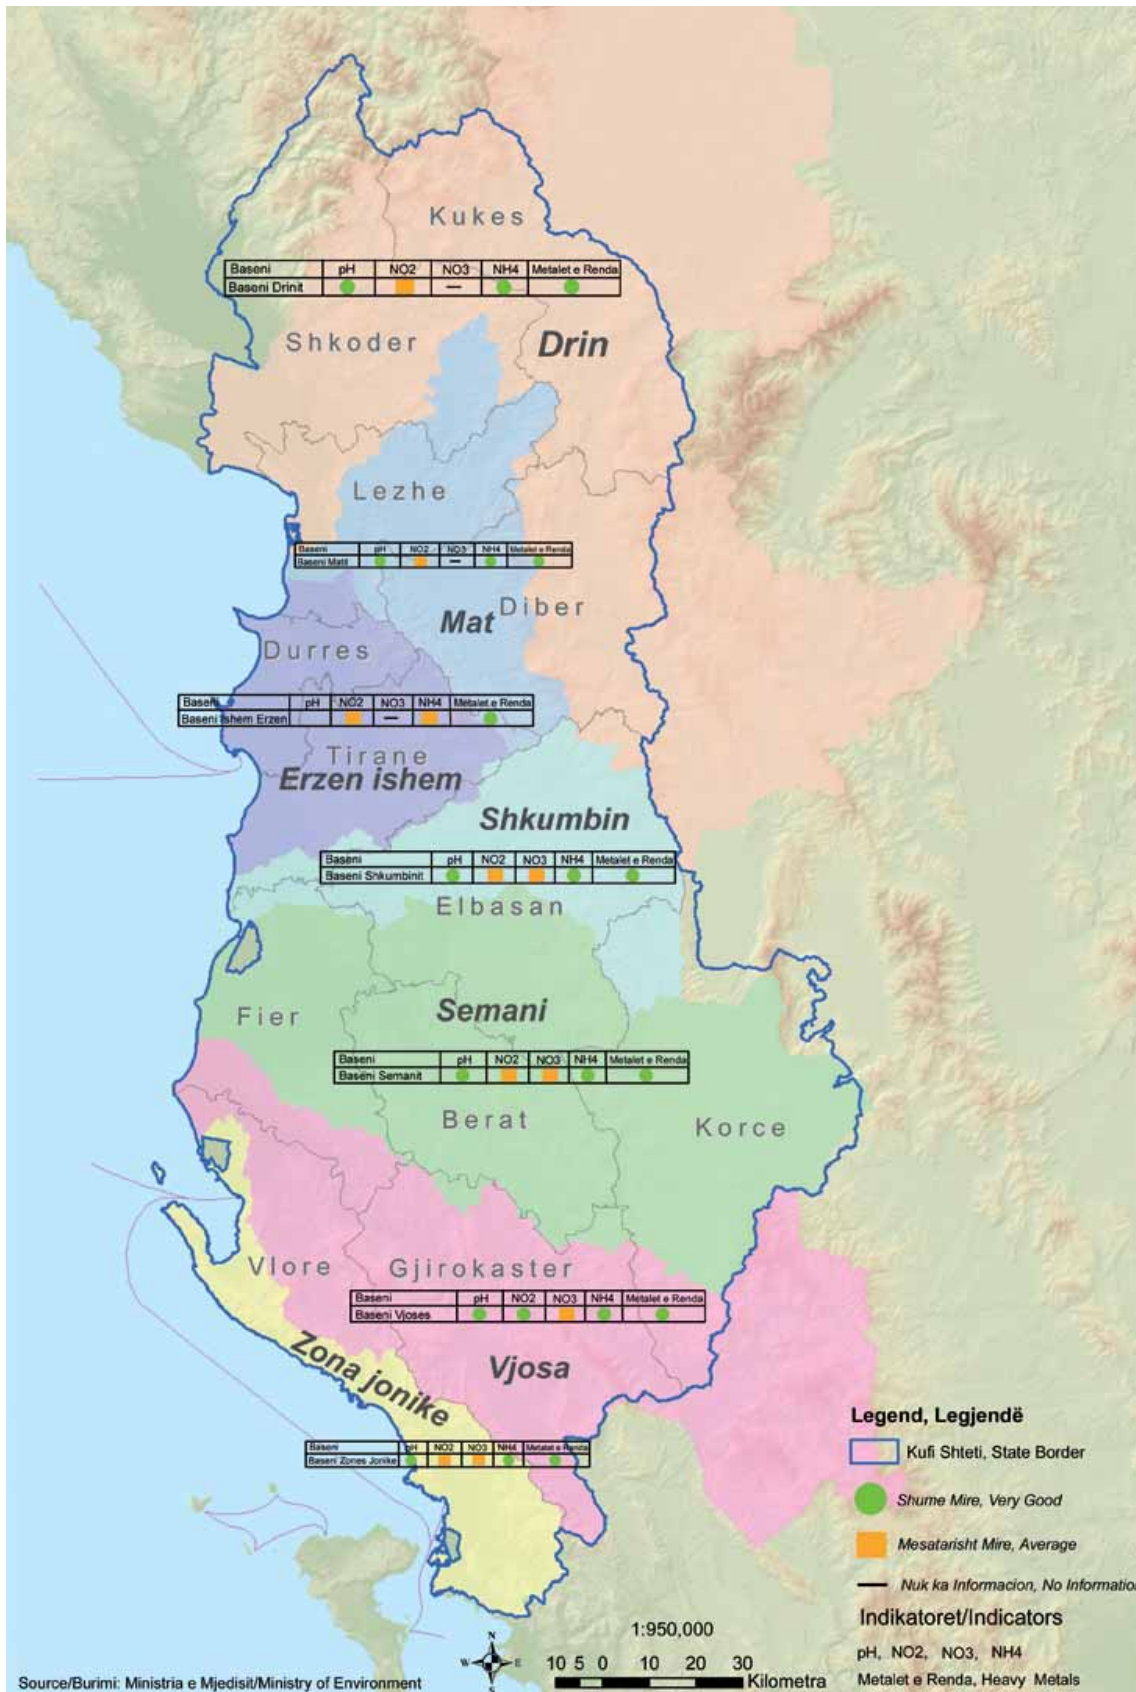 Kukes
Baseni pH NO2 NO3 NH4 Metalet e Renda
Baseni Drinit —
Shkoder
Drin
Lezhe
Baseni pH NO2 NO3 NH4 Metalet e Renda
Baseni Matit —
Diber
Mat
Durres
Baseni pH NO2 NO3 NH4 Metalet e Renda
Baseni Ishem Erzen —
Tirane
Erzen ishem
Shkumbin
Baseni pH NO2 NO3 NH4 Metalet e Renda
Baseni Shkumbinit
Elbasan
Semani
Fier
Baseni pH NO2 NO3 NH4 Metalet e Renda
Baseni Semanit
Berat
Korce
Vlore
Gjirokaster
Baseni pH NO2 NO3 NH4 Metalet e Renda
Baseni Vjoses
Zona jonike
Vjosa
Baseni pH NO2 NO3 NH4 Metalet e Renda
Baseni Zones Jonike
Legend, Legjendë
Kufi Shteti, State Border
Shume Mire, Very Good
Mesatarisht Mire, Average
Nuk ka Informacion, No Information
Indikatoret/Indicators
pH, NO2, NO3, NH4
Metalet e Renda, Heavy Metals
1:950,000
N
W E
S
10 5 0 10 20 30 Kilometra
Source/Burimi: Ministria e Mjedisit/Ministry of Environment